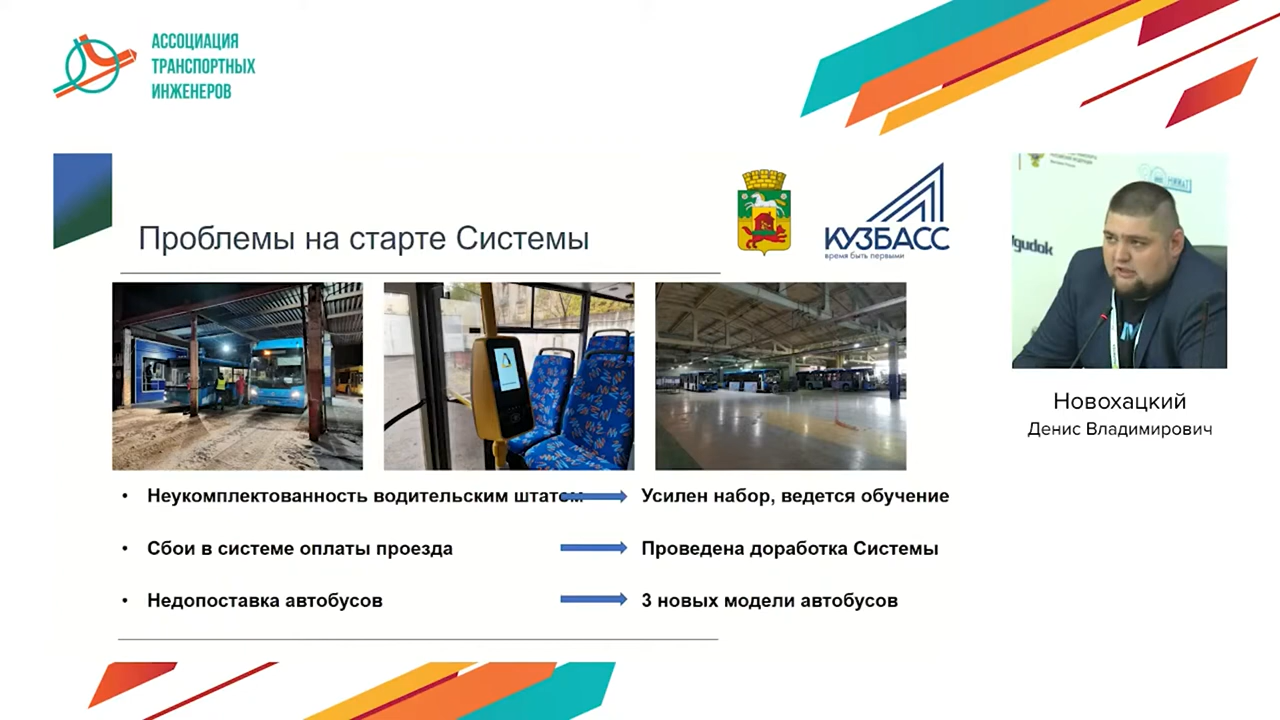 АССОЦИАЦИЯ
ТРАНСПОРТНЫХ
ИНЖЕНЕРОВ
Проблемы на старте Системы
КУЗБАСС
время быть первыми
Новохацкий
Денис Владимирович
• Неукомплектованность водительским штатом
Усилен набор, ведется обучение
• Сбои в системе оплаты проезда
Проведена доработка Системы
• Недопоставка автобусов
3 новых модели автобусов